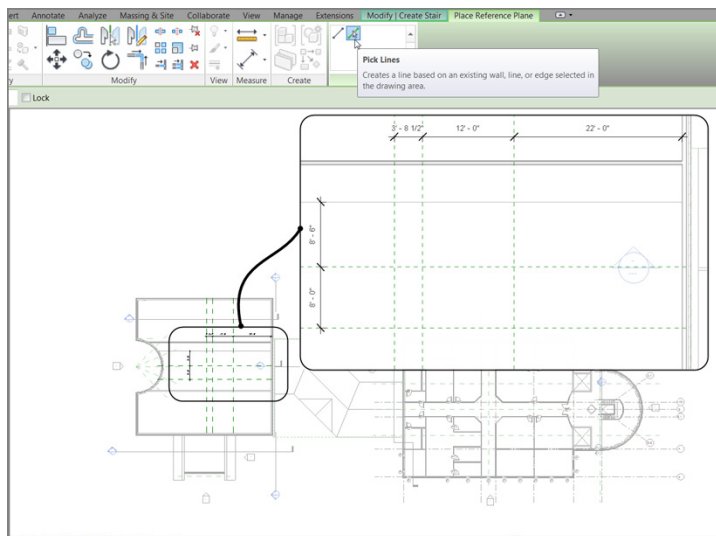 ert Annotate Analyze Massing & Site Collaborate View Manage Extensions Modify | Create Stair Place Reference Plane
Modify View Measure Create
Pick Lines
Creates a line based on an existing wall, line, or edge selected in
the drawing area.
Lock
3' - 8 1/2" 12' - 0" 22' - 0"
8' - 6"
8' - 0"